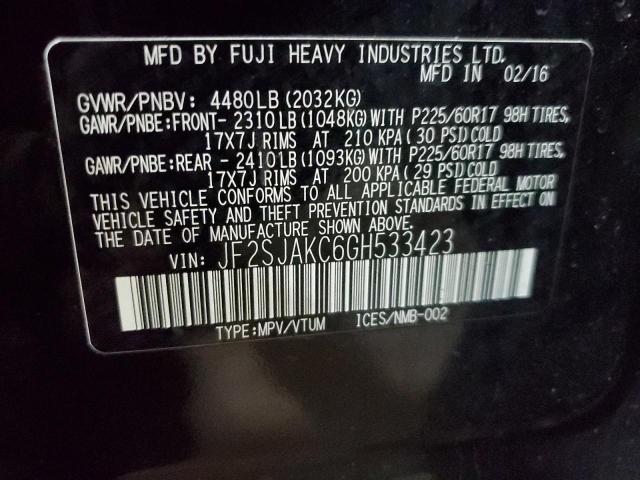 MFD BY FUJI HEAVY INDUSTRIES LTD.
MFD IN 02/16
GVWR/PNBV: 4480LB (2032KG)
GAWR/PNBE:FRONT- 2310LB (1048KG) WITH P225/60R17 98H TIRES,
17X7J RIMS AT 210 KPA (30 PSI) COLD
GAWR/PNBE:REAR - 2410LB (1093KG) WITH P225/60R17 98H TIRES,
17X7J RIMS AT 200 KPA (29 PSI) COLD
THIS VEHICLE CONFORMS TO ALL APPLICABLE FEDERAL MOTOR
VEHICLE SAFETY AND THEFT PREVENTION STANDARDS IN EFFECT ON
THE DATE OF MANUFACTURE SHOWN ABOVE.
VIN: JF2SJAKC6GH533423
TYPE:MPV/VTUM ICES/NMB-002